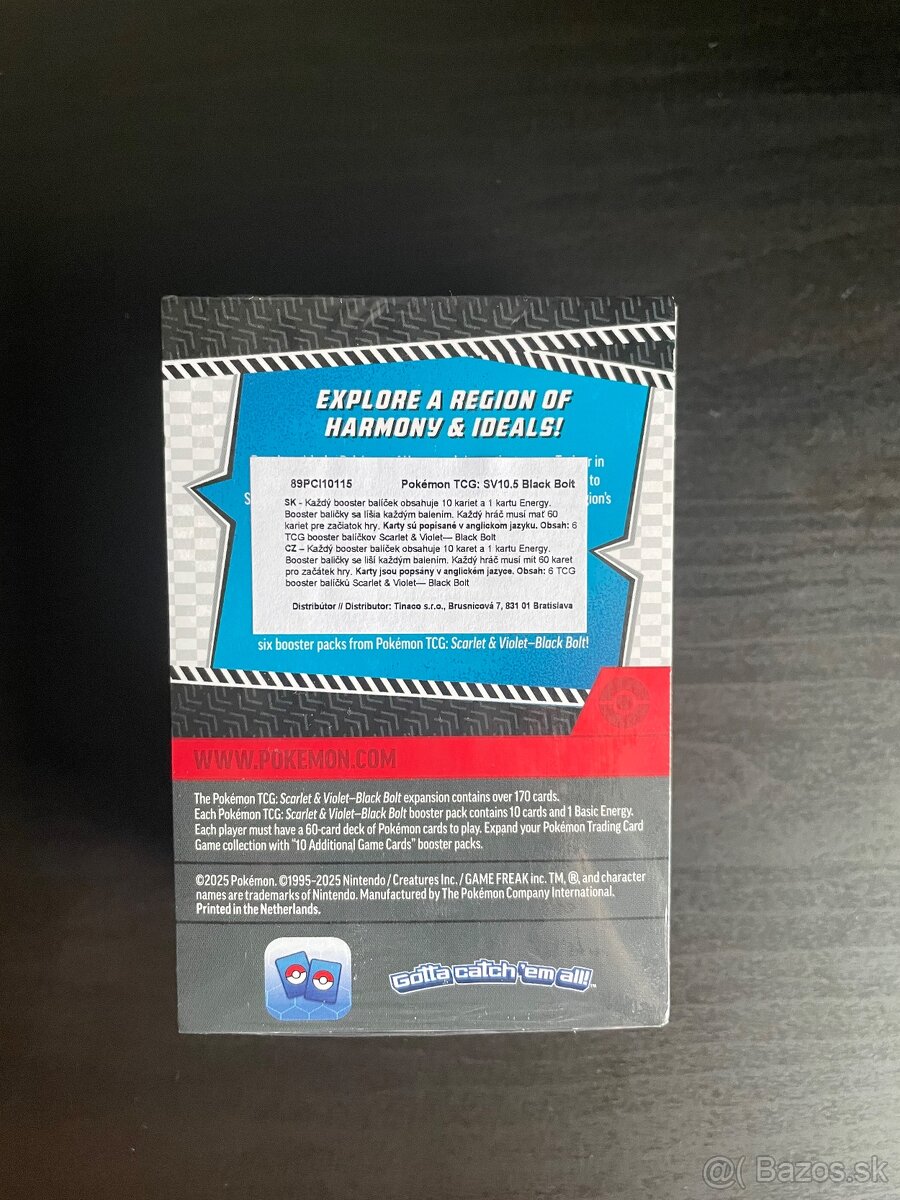 EXPLORE A REGION OF
HARMONY & IDEALS!
in
to
89PCI10115 Pokémon TCG: SV10.5 Black Bolt
SK - Každý booster balíček obsahuje 10 kariet a 1 kartu Energy.
Booster balíčky sa líšia každým balením. Každý hráč musí mať 60
kariet pre začiatok hry. Karty sú popísané v anglickom jazyku. Obsah: 6
TCG booster balíčkov Scarlet & Violet— Black Bolt
CZ – Každý booster balíček obsahuje 10 karet a 1 kartu Energy.
Booster balíčky se liší každým balením. Každý hráč musí mít 60 karet
pro začátek hry. Karty jsou popsány v anglickém jazyce. Obsah: 6 TCG
booster balíčků Scarlet & Violet— Black Bolt
Distribútor // Distributor: Tinaco s.r.o., Brusnicová 7, 831 01 Bratislava
six booster packs from Pokémon TCG: Scarlet & Violet—Black Bolt!
WWW.POKEMON.COM
The Pokémon TCG: Scarlet & Violet—Black Bolt expansion contains over 170 cards.
Each Pokémon TCG: Scarlet & Violet—Black Bolt booster pack contains 10 cards and 1 Basic Energy.
Each player must have a 60-card deck of Pokémon cards to play. Expand your Pokémon Trading Card
Game collection with "10 Additional Game Cards" booster packs.
©2025 Pokémon. ©1995-2025 Nintendo / Creatures Inc. / GAME FREAK inc. TM, ®, and character
names are trademarks of Nintendo. Manufactured by The Pokémon Company International.
Printed in the Netherlands.
Gotta catch 'em all!™
@( Bazos.sk